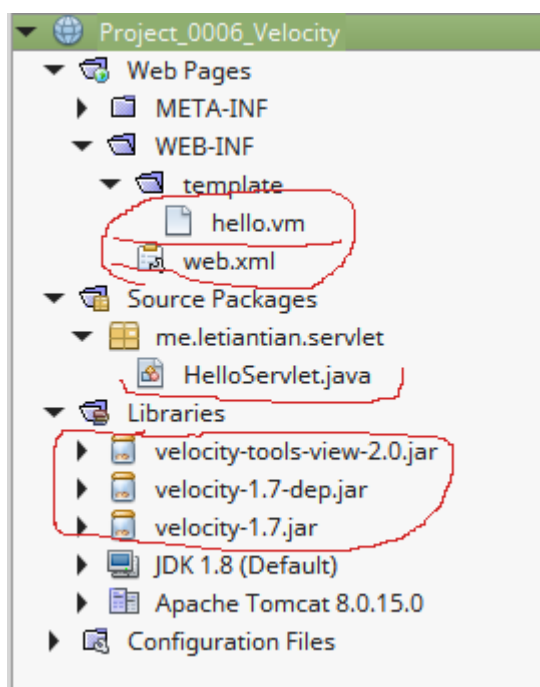 Project_0006_Velocity
Web Pages
META-INF
WEB-INF
template
hello.vm
web.xml
Source Packages
me.letiantian.servlet
HelloServlet.java
Libraries
velocity-tools-view-2.0.jar
velocity-1.7-dep.jar
velocity-1.7.jar
JDK 1.8 (Default)
Apache Tomcat 8.0.15.0
Configuration Files